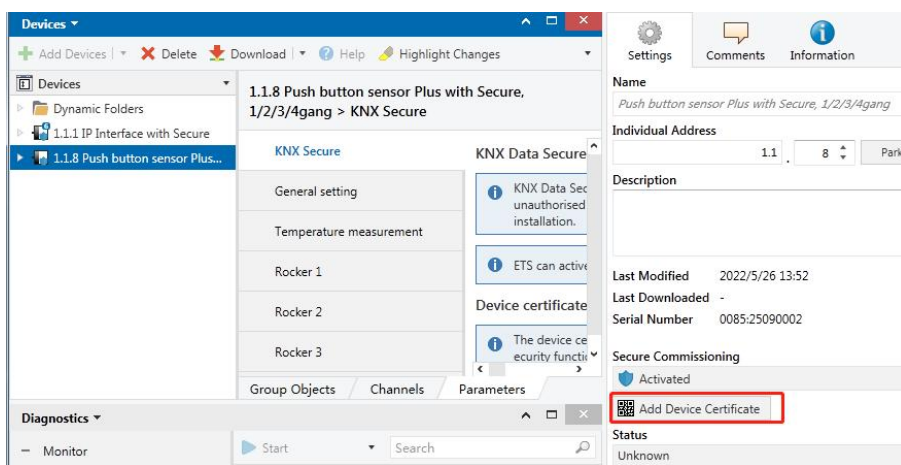 Devices
Add Devices
Delete
Download
Help
Highlight Changes
Devices
Dynamic Folders
1.1.1 IP Interface with Secure
1.1.8 Push button sensor Plus...
1.1.8 Push button sensor Plus with Secure,
1/2/3/4gang > KNX Secure
KNX Secure
General setting
Temperature measurement
Rocker 1
Rocker 2
Rocker 3
KNX Data Secure
KNX Data Sec
unauthorised
installation.
ETS can active
Device certificate
The device ce
ecurity functic
Group Objects
Channels
Parameters
Diagnostics
Monitor
Start
Search
Settings
Comments
Information
Name
Push button sensor Plus with Secure, 1/2/3/4gang
Individual Address
1.1 . 8
Park
Description
Last Modified 2022/5/26 13:52
Last Downloaded -
Serial Number 0085:25090002
Secure Commissioning
Activated
Add Device Certificate
Status
Unknown